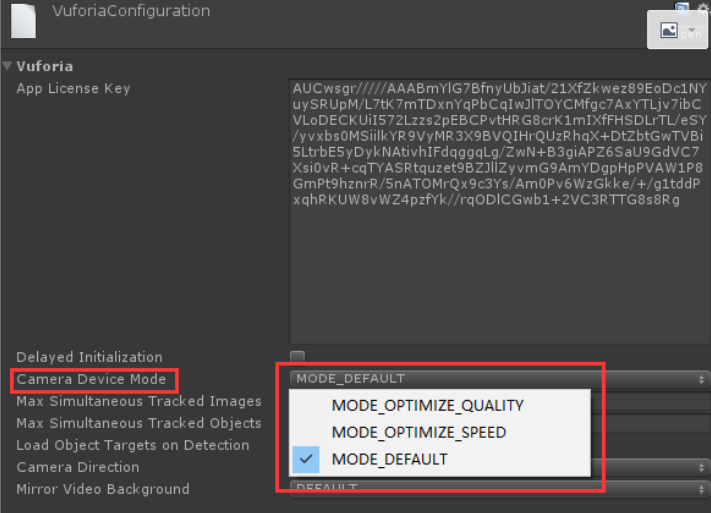 VuforiaConfiguration
Vuforia
App License Key
AUCwsgr/////AAABmYlG7BfnyUbJiat/21XfZkwez89EoDc1NY
uySRUpM/L7tK7mTDxnYqPbCqIwJlTOYCMfgc7AxYTLjv7ibC
VLoDECKUiI572Lzzs2pEBCPvtHRG8crK1mIXfFHSDLrTL/eSY
/yvxbs0MSiilkYR9VyMR3X9BVQIHrQUzRhqX+DtZbtGwTVBi
5LtrbE5yDykNAtivhIFdqggqLg/ZwN+B3giAPZ6SaU9GdVC7
Xsi0vR+cqTYASRtquzet9BZJllZyvmG9AmYDgpHpPVAW1P8
GmPt9hznrR/5nATOMrQx9c3Ys/Am0Pv6WzGkke/+/g1tddP
xqhRKUW8vWZ4pzfYk//rqODlCGwb1+2VC3RTTG8s8Rg
Delayed Initialization
Camera Device Mode MODE_DEFAULT
Max Simultaneous Tracked Images MODE_OPTIMIZE_QUALITY
Max Simultaneous Tracked Objects MODE_OPTIMIZE_SPEED
Load Object Targets on Detection MODE_DEFAULT
Camera Direction
Mirror Video Background DEFAULT